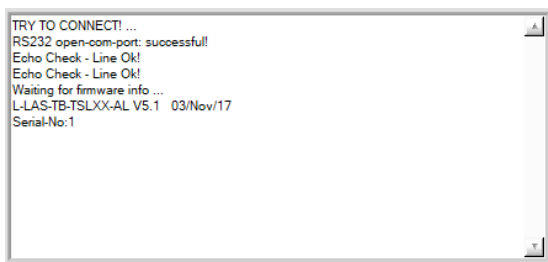 TRY TO CONNECT! ...
RS232 open-com-port: successful!
Echo Check - Line Ok!
Echo Check - Line Ok!
Waiting for firmware info ...
L-LAS-TB-TSLXX-AL V5.1   03/Nov/17
Serial-No:1